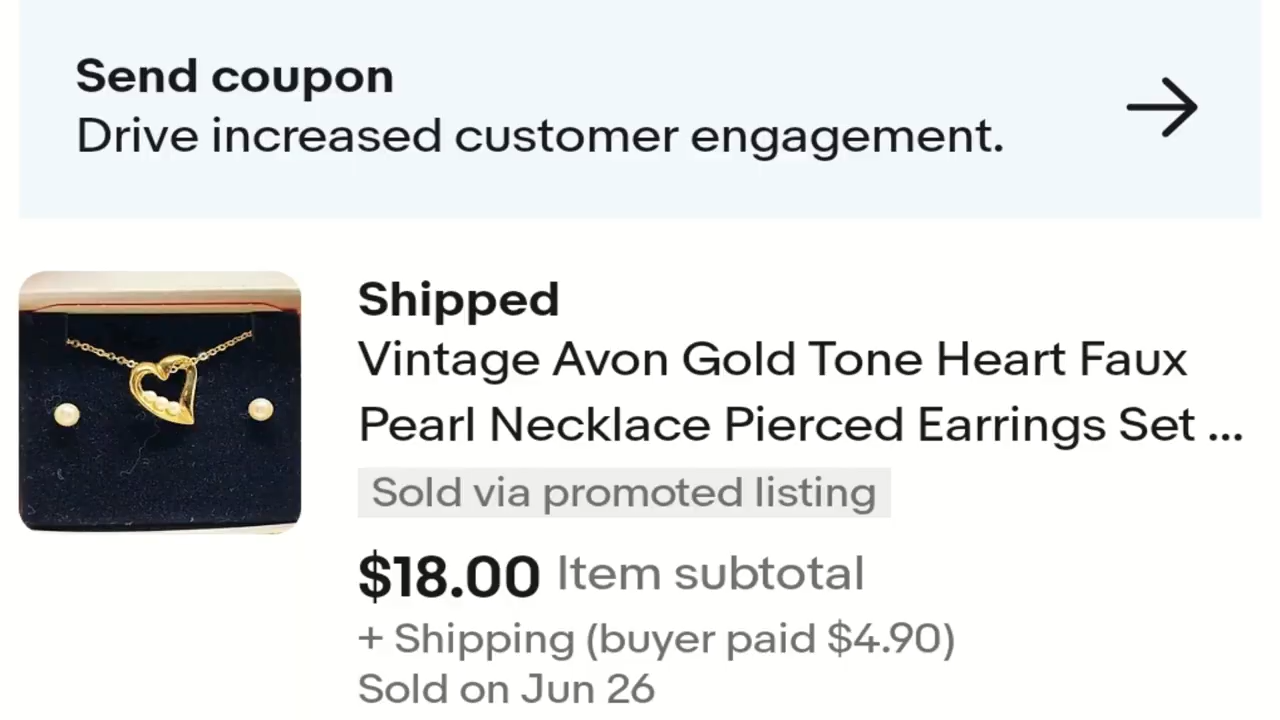 Send coupon
Drive increased customer engagement.
Shipped
Vintage Avon Gold Tone Heart Faux
Pearl Necklace Pierced Earrings Set ...
Sold via promoted listing
$18.00 Item subtotal
+ Shipping (buyer paid $4.90)
Sold on Jun 26